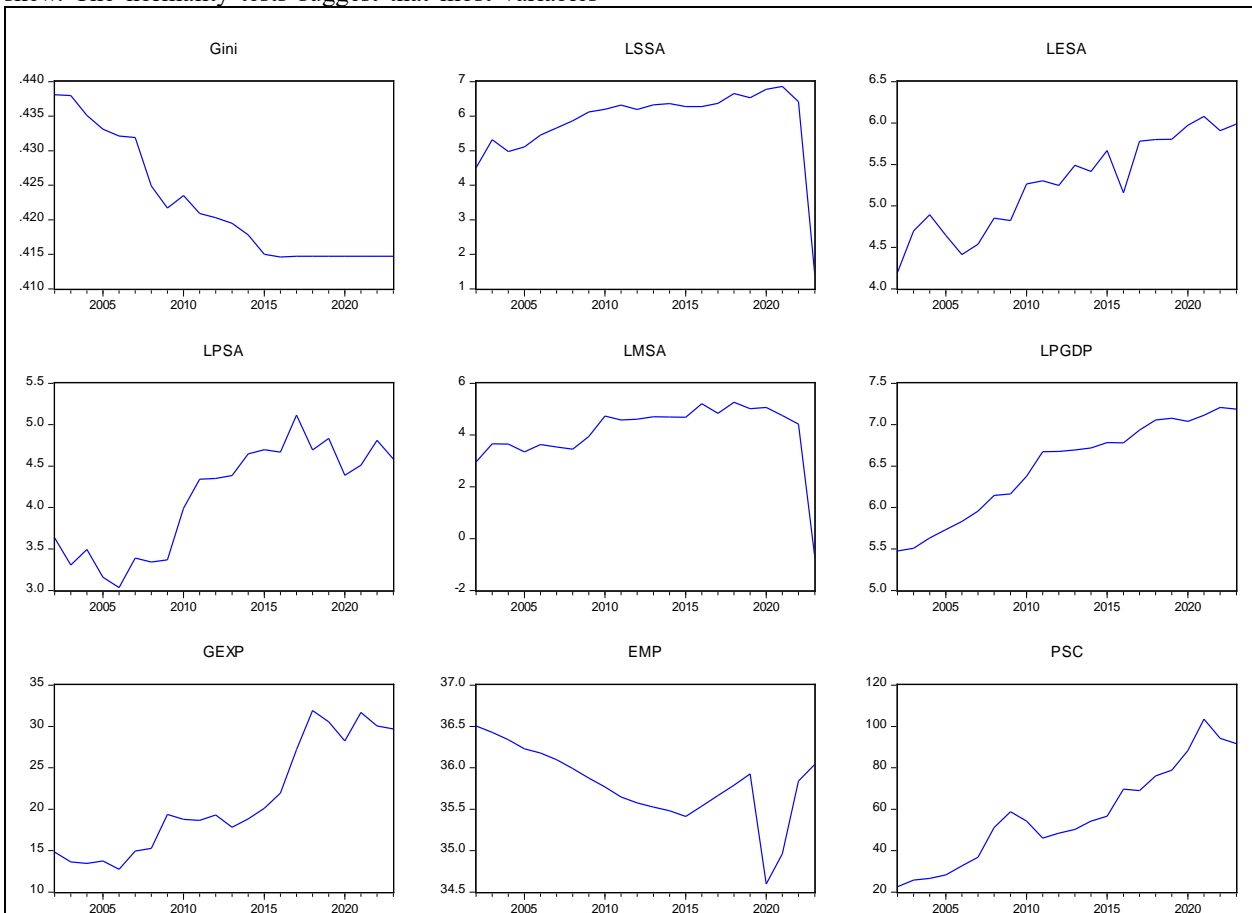 show. The normality tests suggest that most variables
Gini LSSA LESA
.440 7 6.5
.435 6 6.0
.430 5 5.5
.425 4 5.0
.420 3 4.5
.415 2 4.0
.410 1
2005 2010 2015 2020 2005 2010 2015 2020 2005 2010 2015 2020
LPSA LMSA LPGDP
5.5 6 7.5
5.0 4 7.0
4.5 2 6.5
4.0 0 6.0
3.5 -2 5.5
3.0 5.0
2005 2010 2015 2020 2005 2010 2015 2020 2005 2010 2015 2020
GEXP EMP PSC
35 37.0 120
30 36.5 100
25 36.0 80
20 35.5 60
15 35.0 40
10 34.5 20
2005 2010 2015 2020 2005 2010 2015 2020 2005 2010 2015 2020